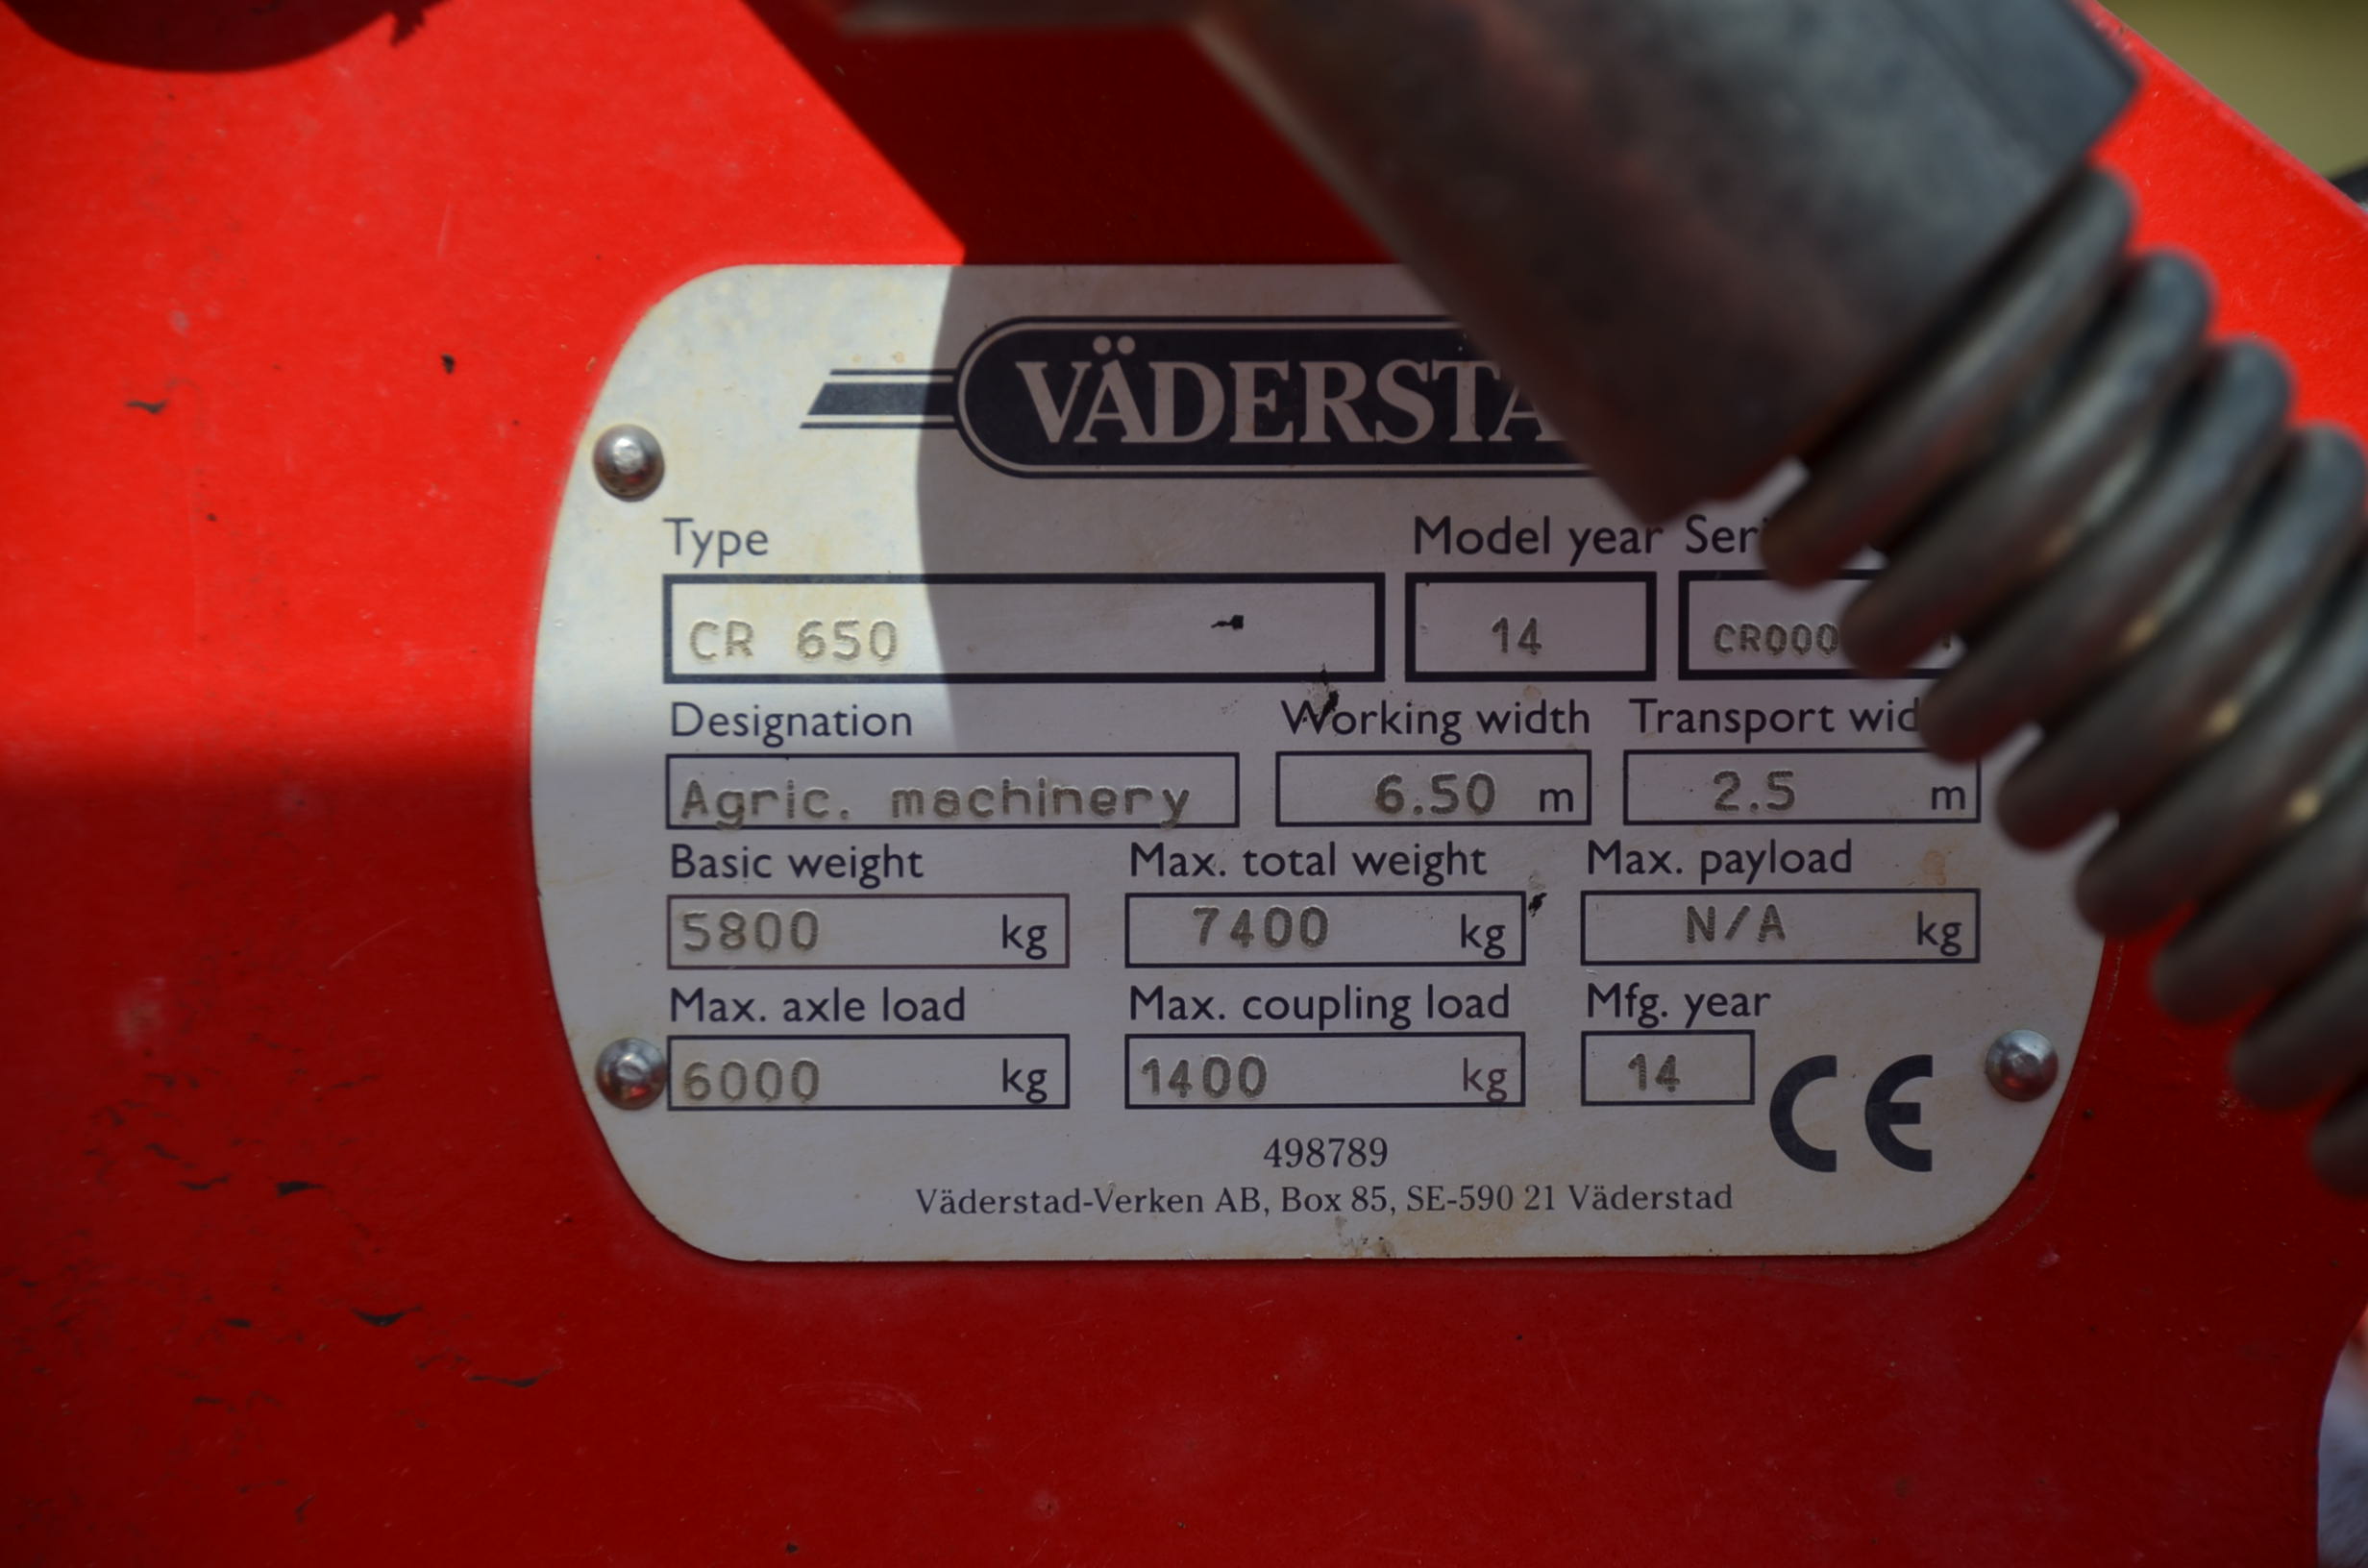 VÄDERSTA
Type Model year Seri
CR 650 14 CR000
Designation Working width Transport wid
Agric. machinery 6.50 m 2.5 m
Basic weight Max. total weight Max. payload
5800 kg 7400 kg N/A kg
Max. axle load Max. coupling load Mfg. year
6000 kg 1400 kg 14
CE
498789
Väderstad-Verken AB, Box 85, SE-590 21 Väderstad